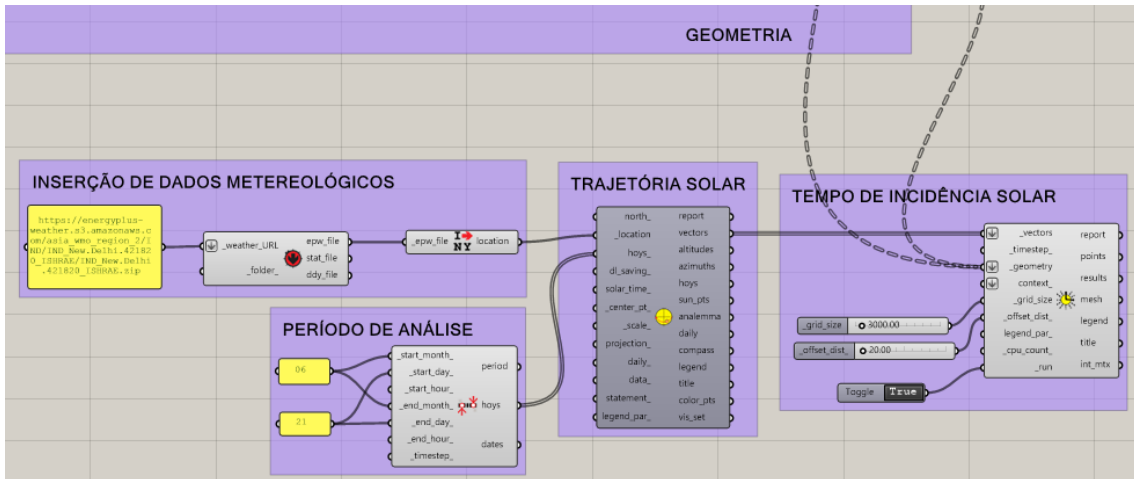 GEOMETRIA
INSERÇÃO DE DADOS METEREOLÓGICOS
https://energyplus-
weather.s3.amazonaws.c
om/asia_wmo_region_2/I
ND/IND_New.Delhi.42182
0_ISHRAE/IND_New.Delhi
.421820_ISHRAE.zip
_weather_URL
_folder_
epw_file
stat_file
ddy_file
_epw_file
I
NY
location
PERÍODO DE ANÁLISE
06
21
_start_month_
_start_day_
_start_hour_
_end_month_
_end_day_
_end_hour_
_timestep_
period
hoys
dates
TRAJETÓRIA SOLAR
north_
_location
hoys_
dl_saving_
solar_time_
_center_pt_
_scale_
projection_
daily_
data_
statement_
legend_par_
report
vectors
altitudes
azimuths
hoys
sun_pts
analemma
daily
compass
legend
title
color_pts
vis_set
TEMPO DE INCIDÊNCIA SOLAR
_grid_size
3000.00
_offset_dist_
20.00
Toggle
True
_vectors
_timestep_
_geometry
context_
_grid_size
_offset_dist_
legend_par_
_cpu_count_
_run
report
points
results
mesh
legend
title
int_mtx